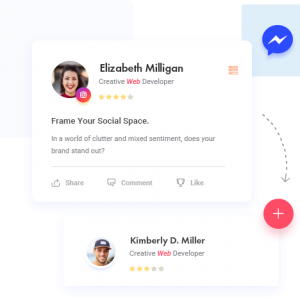 Elizabeth Milligan
Creative Web Developer
Frame Your Social Space.
In a world of clutter and mixed sentiment, does your
brand stand out?
Share
Comment
Like
Kimberly D. Miller
Creative Web Developer